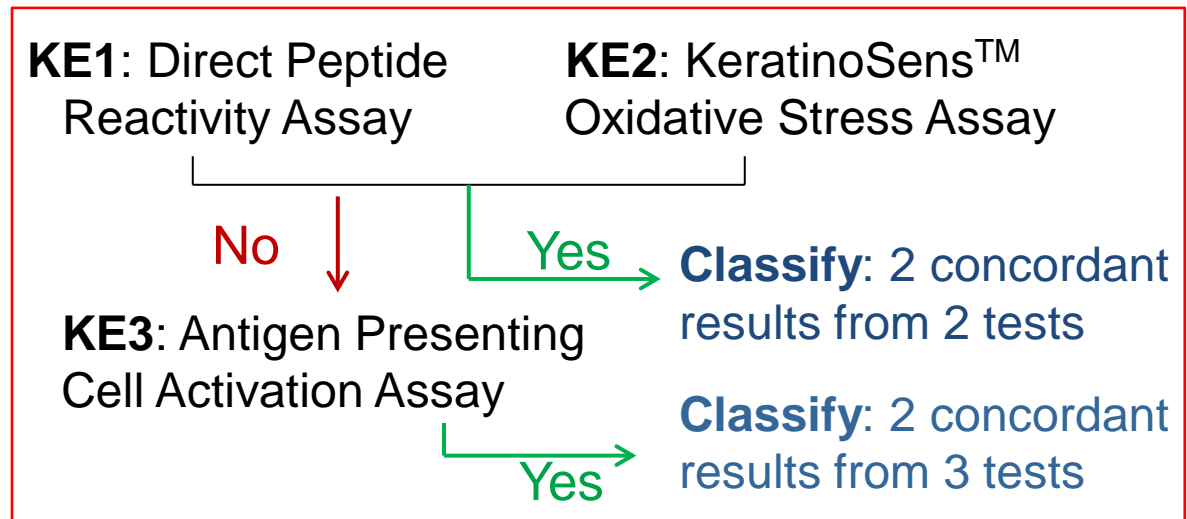 KE1: Direct Peptide
Reactivity Assay
KE2: KeratinoSens™
Oxidative Stress Assay
No
Yes
Classify: 2 concordant
results from 2 tests
KE3: Antigen Presenting
Cell Activation Assay
Yes
Classify: 2 concordant
results from 3 tests